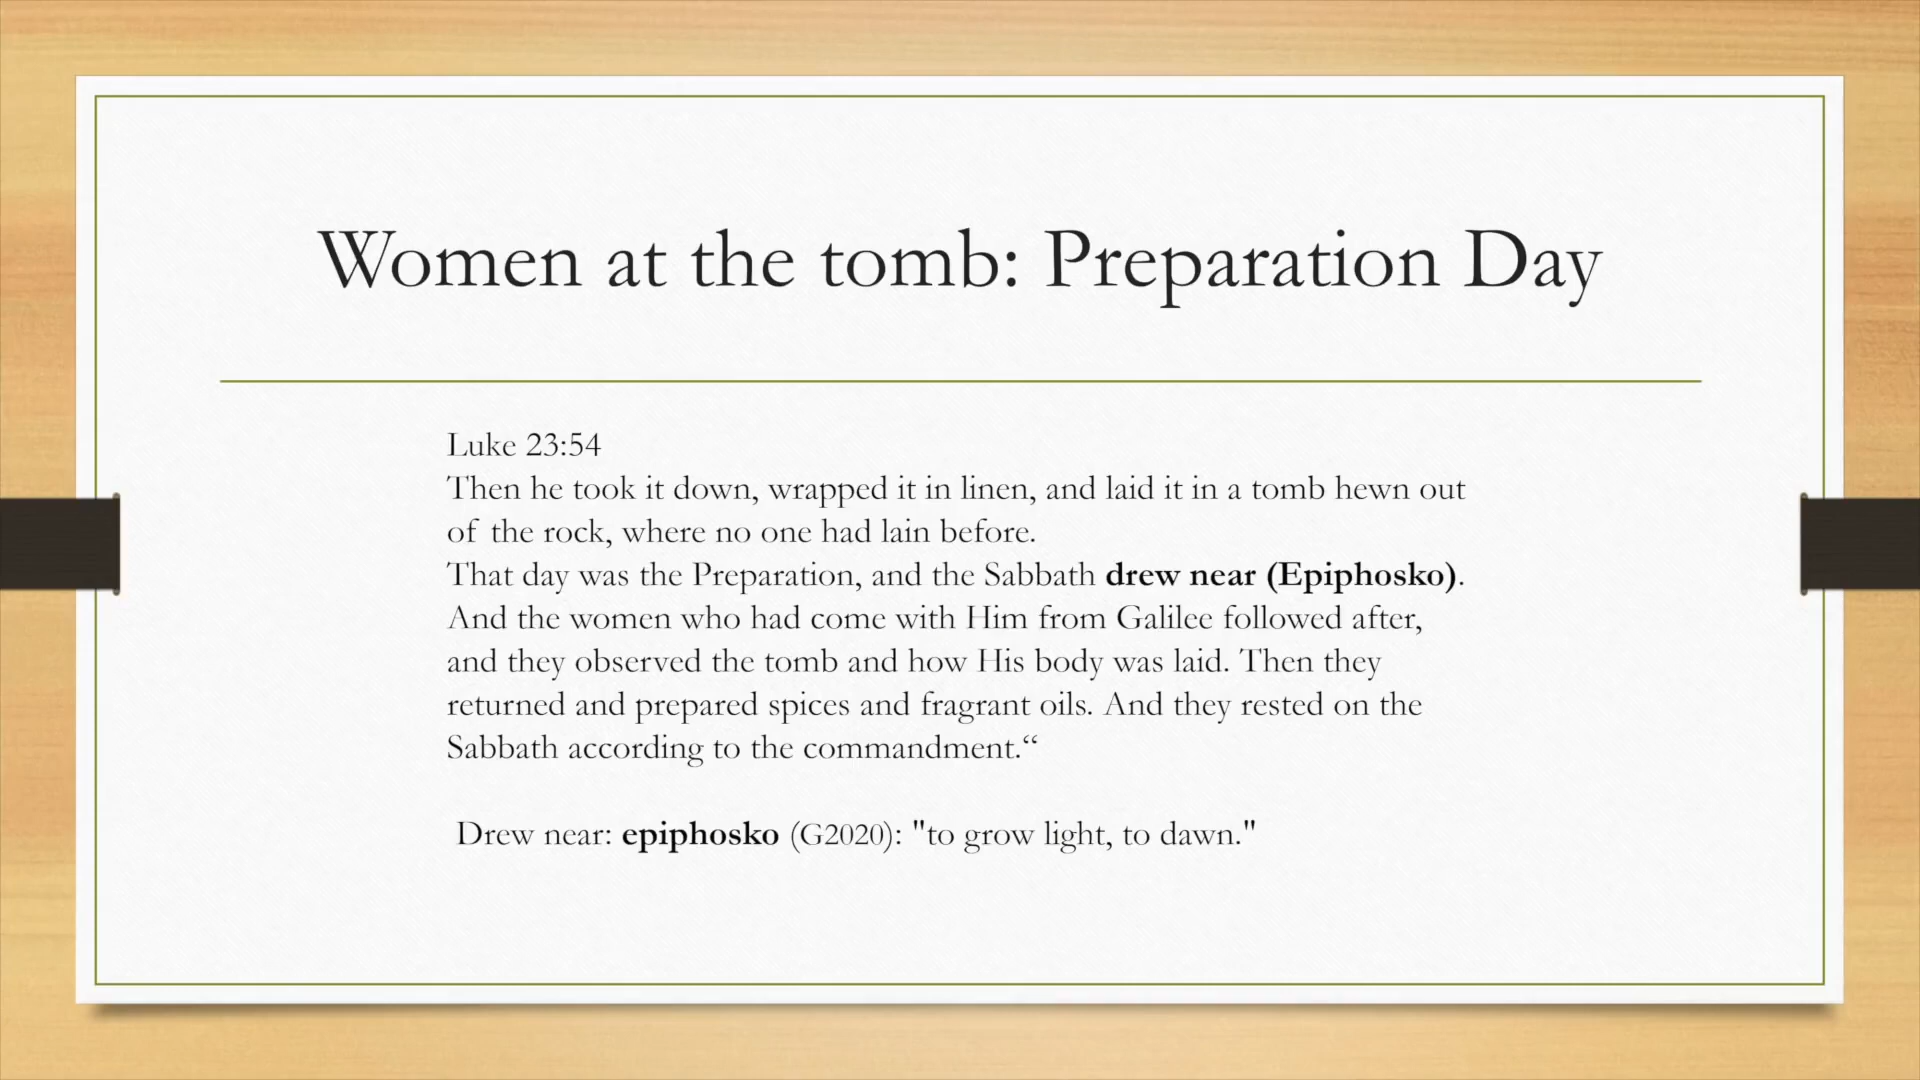 Women at the tomb: Preparation Day
Luke 23:54
Then he took it down, wrapped it in linen, and laid it in a tomb hewn out
of the rock, where no one had lain before.
That day was the Preparation, and the Sabbath drew near (Epiphosko).
And the women who had come with Him from Galilee followed after,
and they observed the tomb and how His body was laid. Then they
returned and prepared spices and fragrant oils. And they rested on the
Sabbath according to the commandment.“
Drew near: epiphosko (G2020): "to grow light, to dawn."